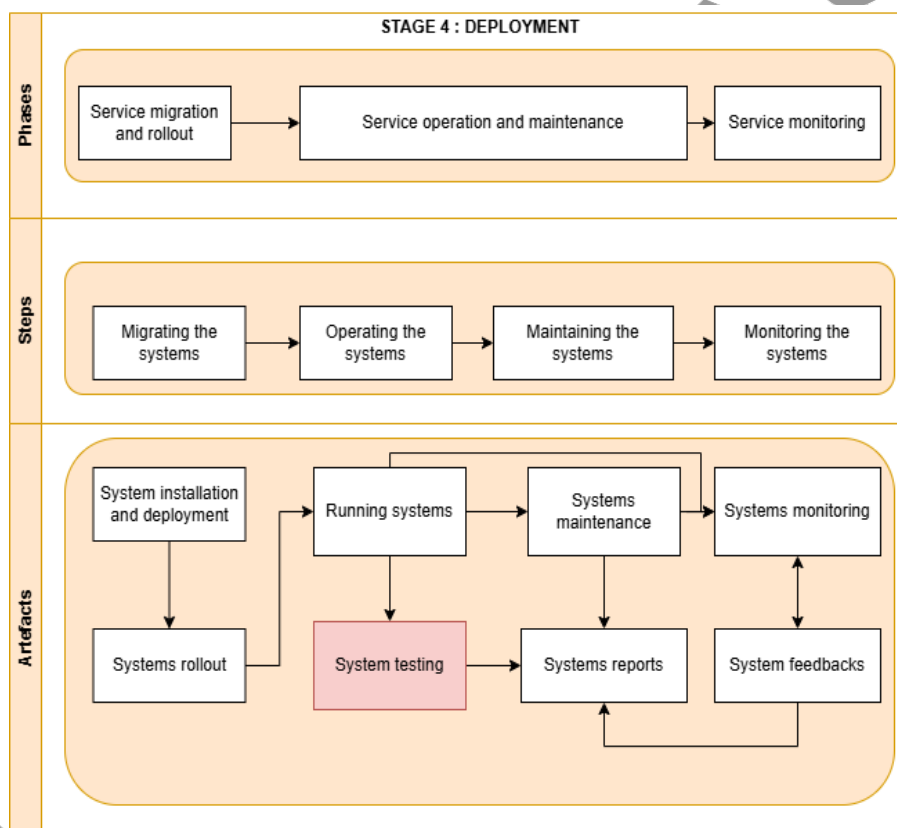 STAGE 4 : DEPLOYMENT
Phases
Service migration
and rollout
Service operation and maintenance
Service monitoring
Steps
Migrating the
systems
Operating the
systems
Maintaining the
systems
Monitoring the
systems
Artefacts
System installation
and deployment
Running systems
Systems
maintenance
Systems monitoring
Systems rollout
System testing
Systems reports
System feedbacks